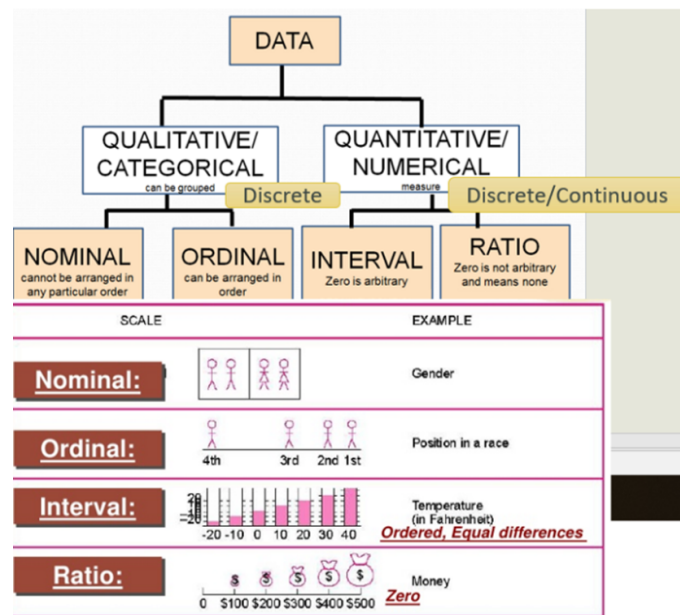 DATA
QUALITATIVE/
CATEGORICAL
can be grouped
Discrete
QUANTITATIVE/
NUMERICAL
measure
Discrete/Continuous
NOMINAL
cannot be arranged in
any particular order
ORDINAL
can be arranged in
order
INTERVAL
Zero is arbitrary
RATIO
Zero is not arbitrary
and means none
SCALE EXAMPLE
Nominal:
Gender
Ordinal:
4th 3rd 2nd 1st
Position in a race
Interval:
-20 -10 0 10 20 30 40
Temperature
(in Fahrenheit)
Ordered, Equal differences
Ratio:
$ $ $ $ $
0 $100 $200 $300 $400 $500
Money
Zero